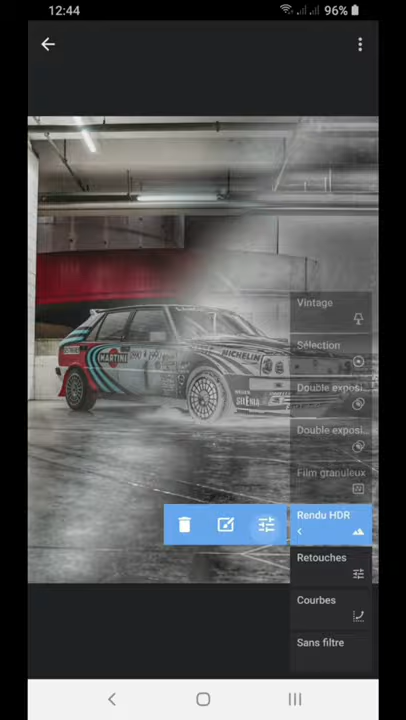 12:44
96%
Vintage
Sélection
Double exposi...
Double exposi...
Film granuleux
MARTINI
MICHELIN
Rendu HDR
Retouches
Courbes
Sans filtre